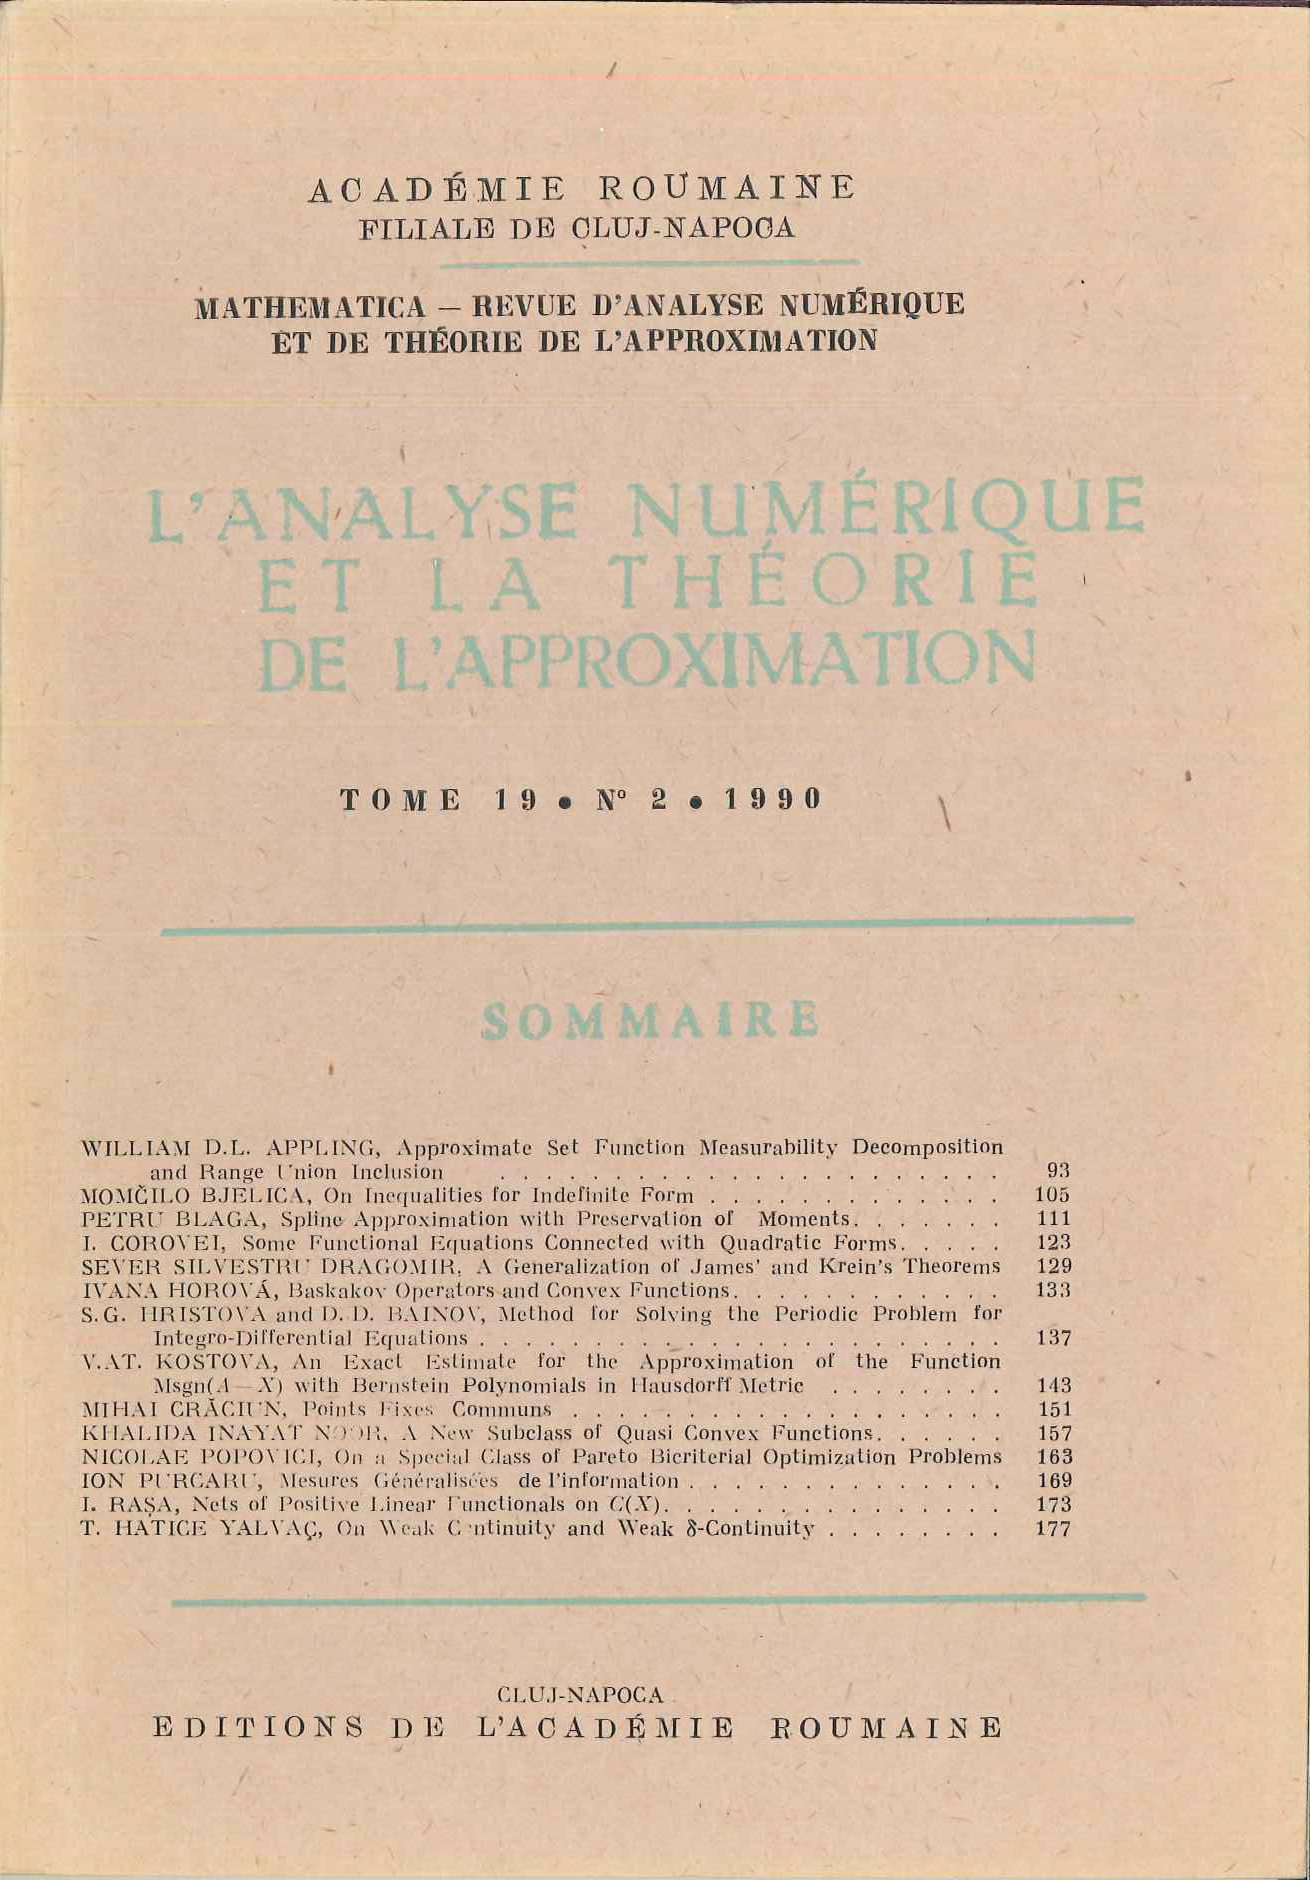 ACADÉMIE ROUMAINE
FILIALE DE CLUJ-NAPOCA
MATHEMATICA — REVUE D'ANALYSE NUMÉRIQUE
ET DE THÉORIE DE L'APPROXIMATION
L'ANALYSE NUMÉRIQUE
ET LA THÉORIE
DE L'APPROXIMATION
TOME 19 • Nº 2 • 1990
SOMMAIRE
WILLIAM D.L. APPLING, Approximate Set Function Measurability Decomposition
and Range Union Inclusion . . . . . . . . . . . . . . . . . . 93
MOMČILO BJELICA, On Inequalities for Indefinite Form . . . . . . . . . . . . . 105
PETRU BLAGA, Spline Approximation with Preservation of Moments. . . . . . . 111
I. COROVEI, Some Functional Equations Connected with Quadratic Forms. . . . . 123
SEVER SILVESTRU DRAGOMIR, A Generalization of James' and Krein's Theorems 129
IVANA HOROVÁ, Baskakov Operators and Convex Functions. . . . . . . . . . . . 133
S.G. HRISTOVA and D. D. BAINOV, Method for Solving the Periodic Problem for
Integro-Differential Equations . . . . . . . . . . . . . . . . . . . 137
V.AT. KOSTOVA, An Exact Estimate for the Approximation of the Function
Msgn(A — X) with Bernstein Polynomials in Hausdorff Metric . . . . . . . . 143
MIHAI CRĂCIUN, Points Fixes Communs . . . . . . . . . . . . . . . . . . . 151
KHALIDA INAYAT NOOR, A New Subclass of Quasi Convex Functions. . . . . . 157
NICOLAE POPOVICI, On a Special Class of Pareto Bicriterial Optimization Problems 163
ION PURCARU, Mesures Généralisées de l'information . . . . . . . . . . . . . . 169
I. RAŞA, Nets of Positive Linear Functionals on C(X). . . . . . . . . . . . . . . 173
T. HATICE YALVAÇ, On Weak Continuity and Weak δ-Continuity . . . . . . . . 177
CLUJ-NAPOCA
EDITIONS DE L'ACADÉMIE ROUMAINE